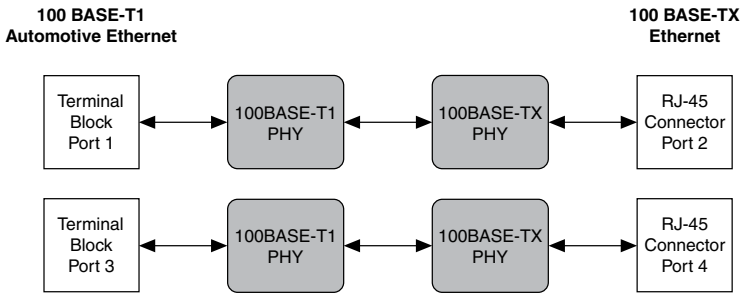 100 BASE-T1
Automotive Ethernet
100 BASE-TX
Ethernet
Terminal
Block
Port 1
100BASE-T1
PHY
100BASE-TX
PHY
RJ-45
Connector
Port 2
Terminal
Block
Port 3
100BASE-T1
PHY
100BASE-TX
PHY
RJ-45
Connector
Port 4